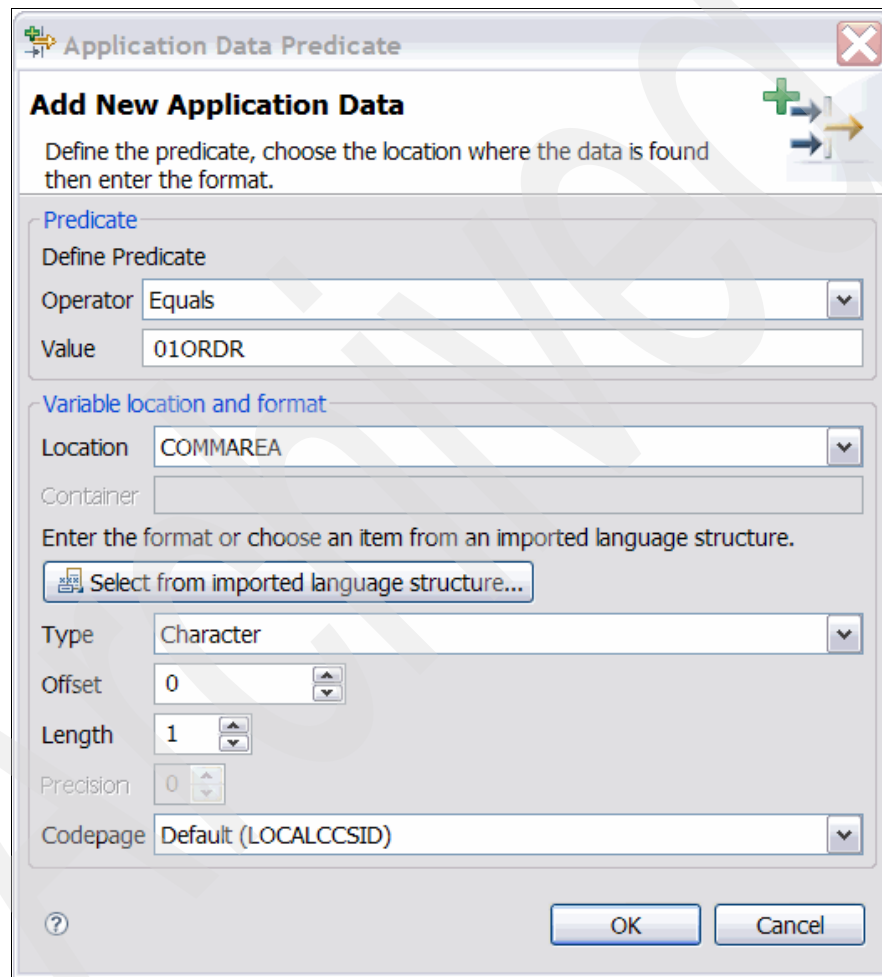 Application Data Predicate
Add New Application Data
Define the predicate, choose the location where the data is found
then enter the format.
Predicate
Define Predicate
Operator Equals
Value 01ORDR
Variable location and format
Location COMMAREA
Container
Enter the format or choose an item from an imported language structure.
Select from imported language structure...
Type Character
Offset 0
Length 1
Precision 0
Codepage Default (LOCALCCSID)
? OK Cancel
Archived